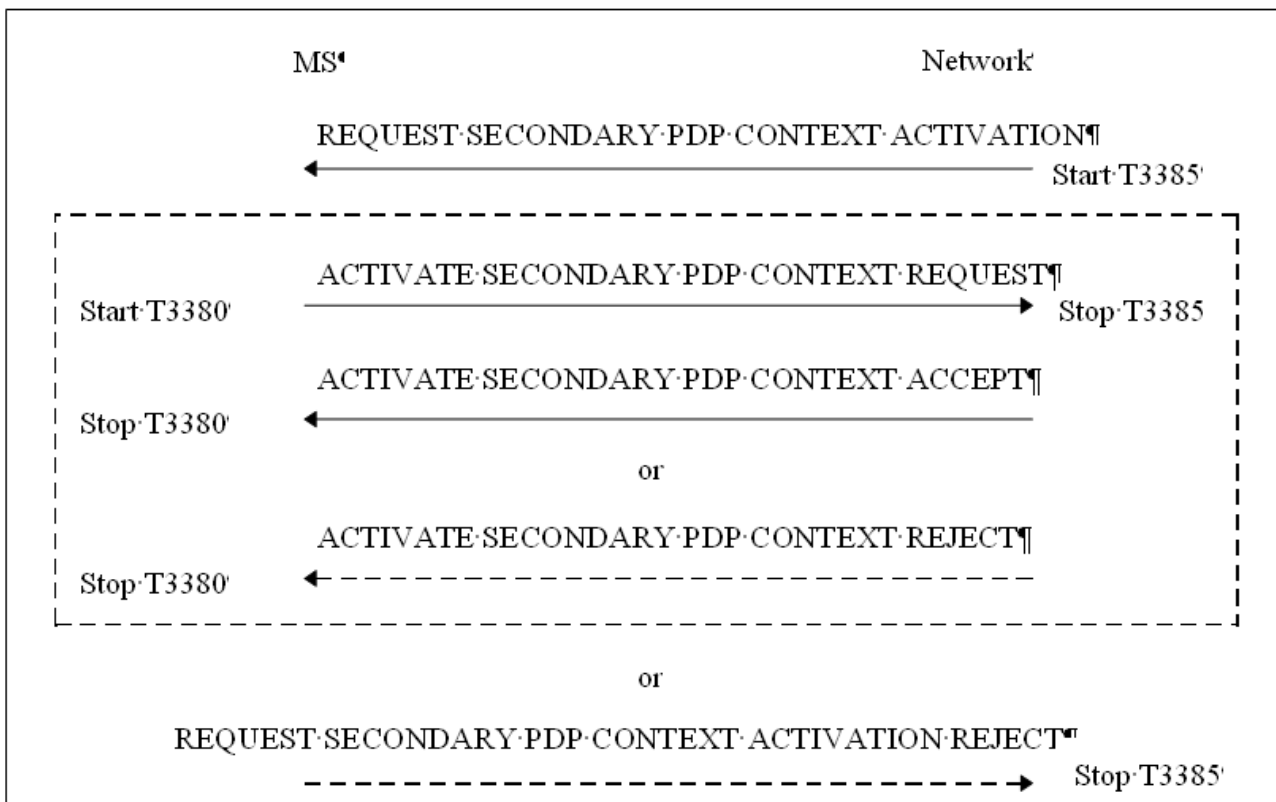 MS Network
REQUEST·SECONDARY·PDP·CONTEXT·ACTIVATION¶
Start·T3385
ACTIVATE·SECONDARY·PDP·CONTEXT·REQUEST¶
Start·T3380 Stop·T3385
ACTIVATE·SECONDARY·PDP·CONTEXT·ACCEPT¶
Stop·T3380
or
ACTIVATE·SECONDARY·PDP·CONTEXT·REJECT¶
Stop·T3380
or
REQUEST·SECONDARY·PDP·CONTEXT·ACTIVATION·REJECT¶
Stop·T3385